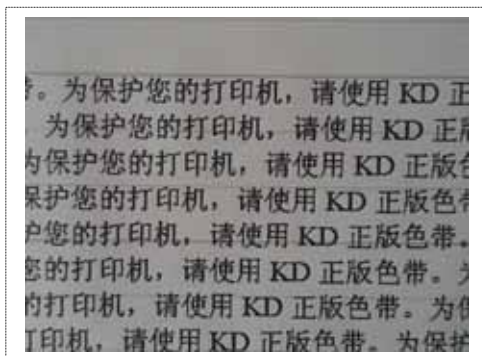 。为保护您的打印机，请使用 KD 正
为保护您的打印机，请使用 KD 正版
为保护您的打印机，请使用 KD 正版色
保护您的打印机，请使用 KD 正版色带
护您的打印机，请使用 KD 正版色带。
您的打印机，请使用 KD 正版色带。为
的打印机，请使用 KD 正版色带。为保
打印机，请使用 KD 正版色带。为保护